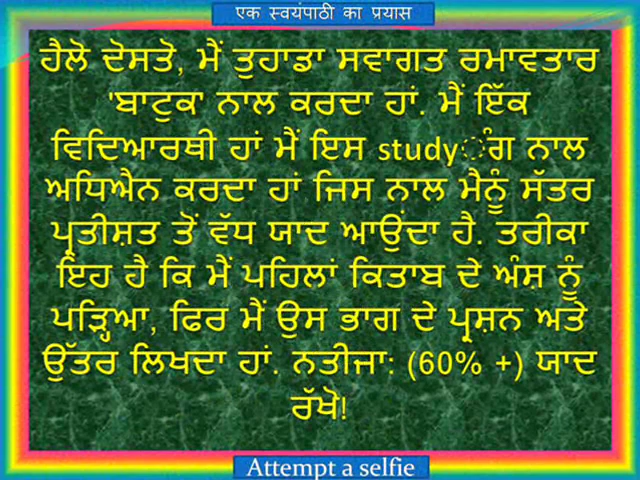 एक स्वयंपाठी का प्रयास
ਹੈਲੋ ਦੋਸਤੋ, ਮੈਂ ਤੁਹਾਡਾ ਸਵਾਗਤ ਰਮਾਵਤਾਰ
'ਬਾਟੁਕਾ' ਨਾਲ ਕਰਦਾ ਹਾਂ. ਮੈਂ ਇੱਕ
ਵਿਦਿਆਰਥੀ ਹਾਂ ਮੈਂ ਇਸ studyੰਗ ਨਾਲ
ਅਧਿਐਨ ਕਰਦਾ ਹਾਂ ਜਿਸ ਨਾਲ ਮੈਨੂੰ ਸੱਤਰ
ਪ੍ਰਤੀਸ਼ਤ ਤੋਂ ਵੱਧ ਯਾਦ ਆਉਂਦਾ ਹੈ. ਤਰੀਕਾ
ਇਹ ਹੈ ਕਿ ਮੈਂ ਪਹਿਲਾਂ ਕਿਤਾਬ ਦੇ ਅੰਸ਼ ਨੂੰ
ਪੜ੍ਹਿਆ, ਫਿਰ ਮੈਂ ਉਸ ਭਾਗ ਦੇ ਪ੍ਰਸ਼ਨ ਅਤੇ
ਉੱਤਰ ਲਿਖਦਾ ਹਾਂ. ਨਤੀਜਾ: (60% +) ਯਾਦ
ਰੱਖੋ!
Attempt a selfie